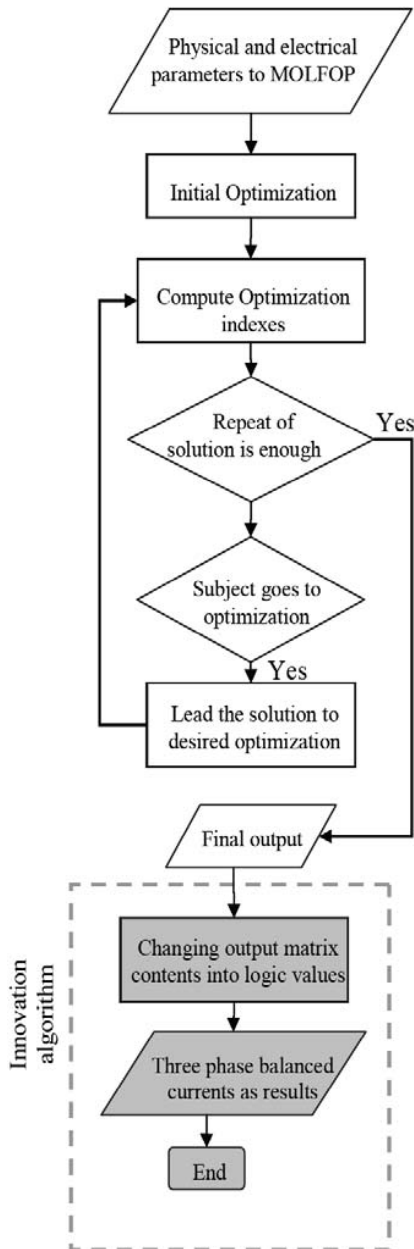 Physical and electrical
parameters to MOLFOP
Initial Optimization
Compute Optimization
indexes
Repeat of
solution is enough
Yes
Subject goes to
optimization
Yes
Lead the solution to
desired optimization
Final output
Innovation
algorithm
Changing output matrix
contents into logic values
Three phase balanced
currents as results
End